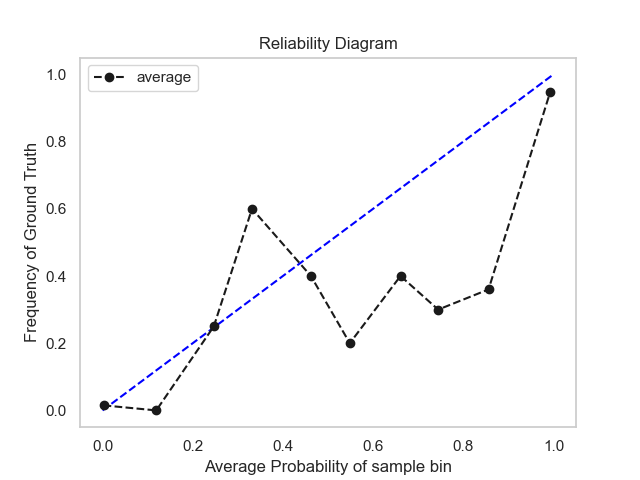 Reliability Diagram
average
Frequency of Ground Truth
1.0
0.8
0.6
0.4
0.2
0.0
0.0 0.2 0.4 0.6 0.8 1.0
Average Probability of sample bin